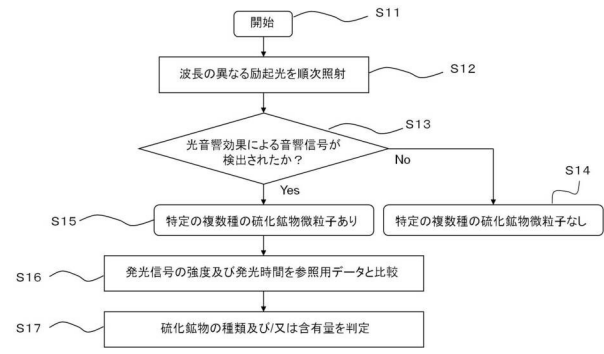 開始
S11
波長の異なる励起光を順次照射
S12
光音響効果による音響信号が
検出されたか？
S13
No
Yes
S14
特定の複数種の硫化鉱物微粒子なし
S15
特定の複数種の硫化鉱物微粒子あり
S16
発光信号の強度及び発光時間を参照用データと比較
S17
硫化鉱物の種類及び/又は含有量を判定